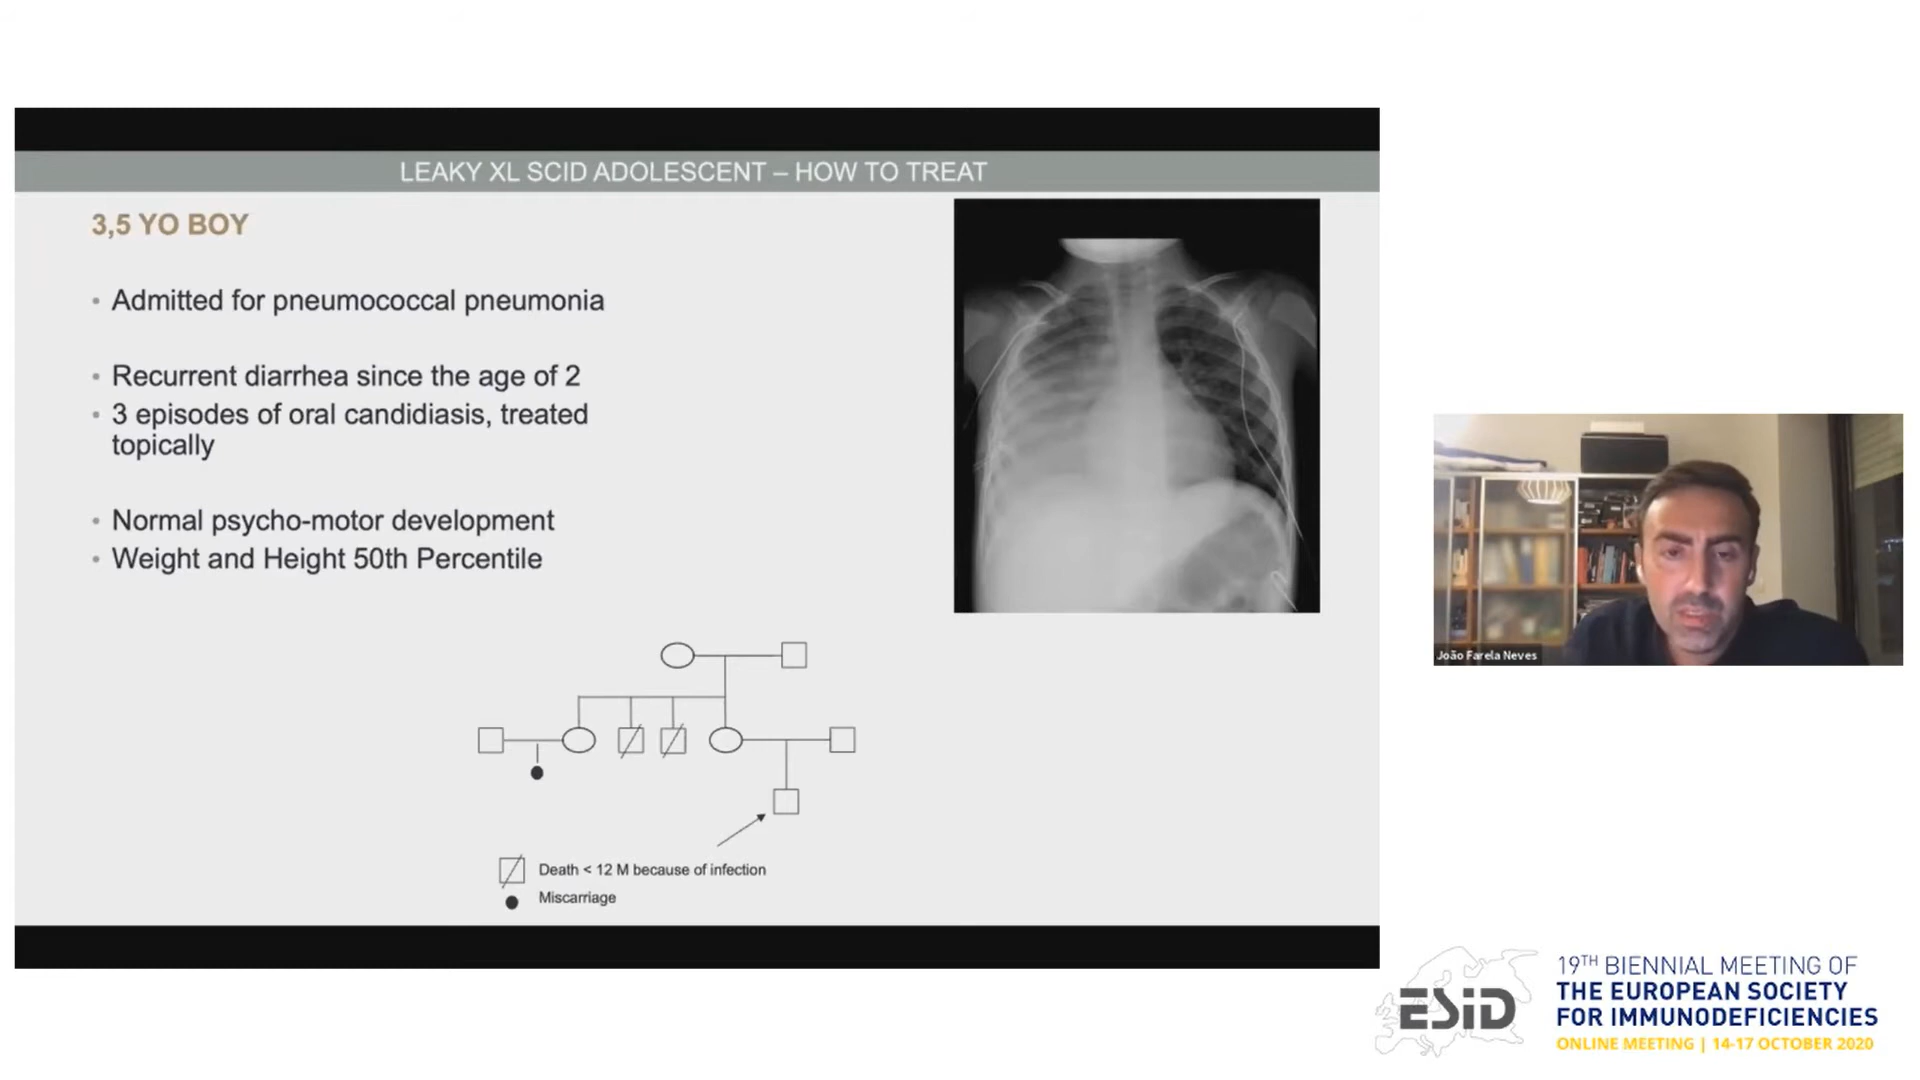 LEAKY XL SCID ADOLESCENT – HOW TO TREAT
3,5 YO BOY
• Admitted for pneumococcal pneumonia
• Recurrent diarrhea since the age of 2
• 3 episodes of oral candidiasis, treated
topically
• Normal psycho-motor development
• Weight and Height 50th Percentile
Death < 12 M because of infection
Miscarriage
João Farela Neves
ESiD
19TH BIENNIAL MEETING OF
THE EUROPEAN SOCIETY
FOR IMMUNODEFICIENCIES
ONLINE MEETING | 14-17 OCTOBER 2020